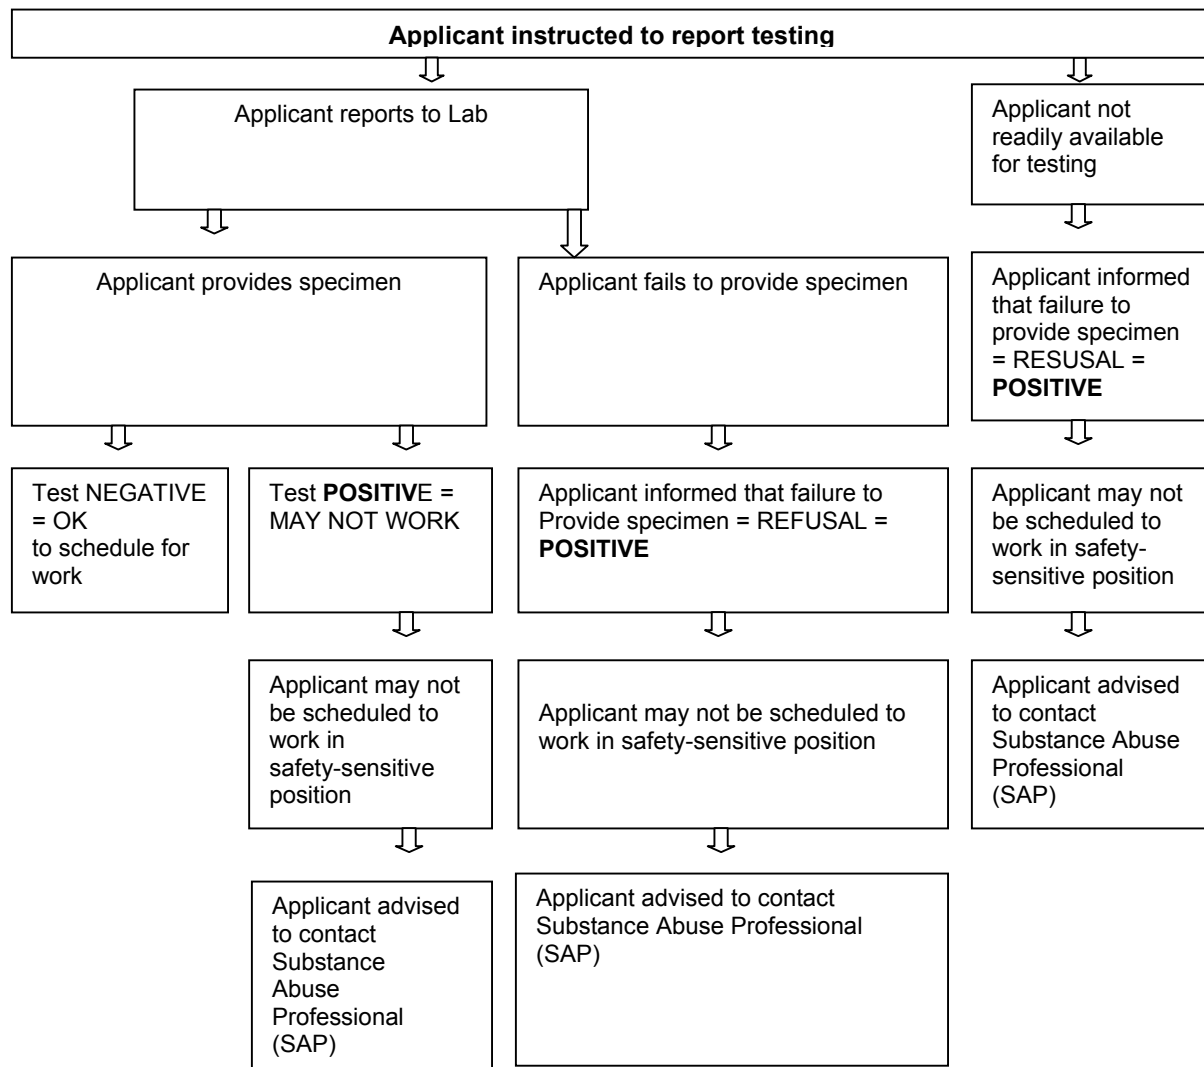 Applicant instructed to report testing
Applicant reports to Lab
Applicant not
readily available
for testing
Applicant provides specimen
Applicant fails to provide specimen
Applicant informed
that failure to
provide specimen
= RESUSAL =
POSITIVE
Test NEGATIVE
= OK
to schedule for
work
Test POSITIVE =
MAY NOT WORK
Applicant informed that failure to
Provide specimen = REFUSAL =
POSITIVE
Applicant may not
be scheduled to
work in safety-
sensitive position
Applicant may not
be scheduled to
work in
safety-sensitive
position
Applicant may not be scheduled to
work in safety-sensitive position
Applicant advised
to contact
Substance Abuse
Professional
(SAP)
Applicant advised
to contact
Substance
Abuse
Professional
(SAP)
Applicant advised to contact
Substance Abuse Professional
(SAP)